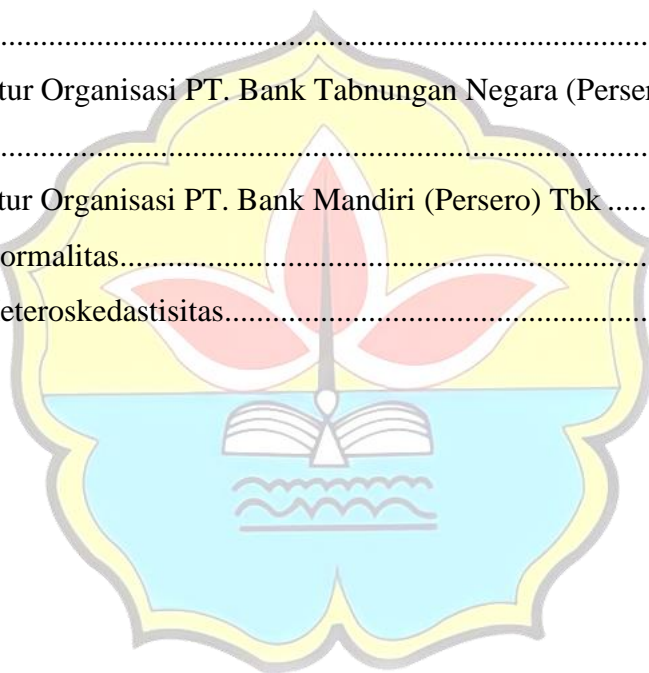 ..........................................................................
tur Organisasi PT. Bank Tabnungan Negara (Perser
..........................................................................
tur Organisasi PT. Bank Mandiri (Persero) Tbk .....
ormalitas..........................................................
eteroskedastisitas...............................................